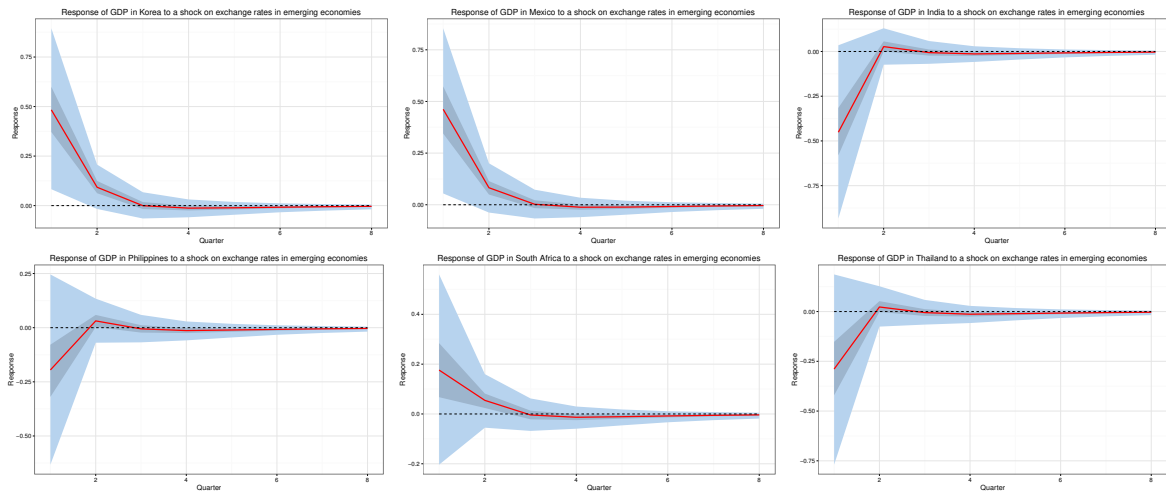 Response of GDP in Korea to a shock on exchange rates in emerging economies
Response
0.75
0.50
0.25
0.00
2
4
6
8
Quarter
Response of GDP in Mexico to a shock on exchange rates in emerging economies
Response
0.75
0.50
0.25
0.00
2
4
6
8
Quarter
Response of GDP in India to a shock on exchange rates in emerging economies
Response
0.00
−0.25
−0.50
−0.75
2
4
6
8
Quarter
Response of GDP in Philippines to a shock on exchange rates in emerging economies
Response
0.25
0.00
−0.25
−0.50
2
4
6
8
Quarter
Response of GDP in South Africa to a shock on exchange rates in emerging economies
Response
0.4
0.2
0.0
−0.2
2
4
6
8
Quarter
Response of GDP in Thailand to a shock on exchange rates in emerging economies
Response
0.00
−0.25
−0.50
−0.75
2
4
6
8
Quarter